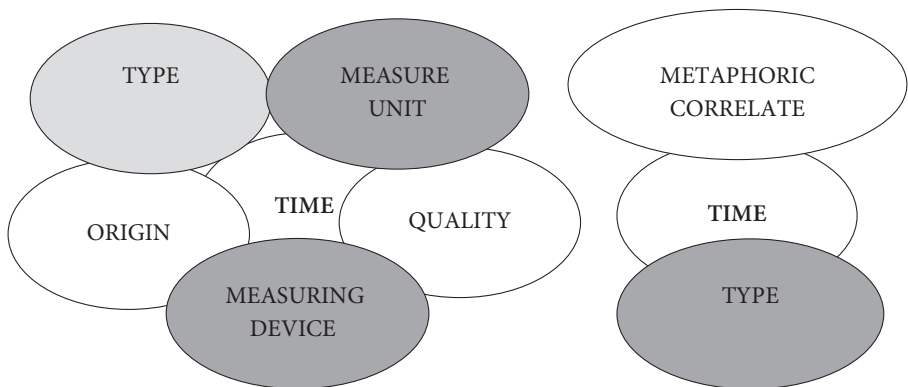 TYPE
MEASURE
UNIT
TIME
ORIGIN
QUALITY
MEASURING
DEVICE
METAPHORIC
CORRELATE
TIME
TYPE